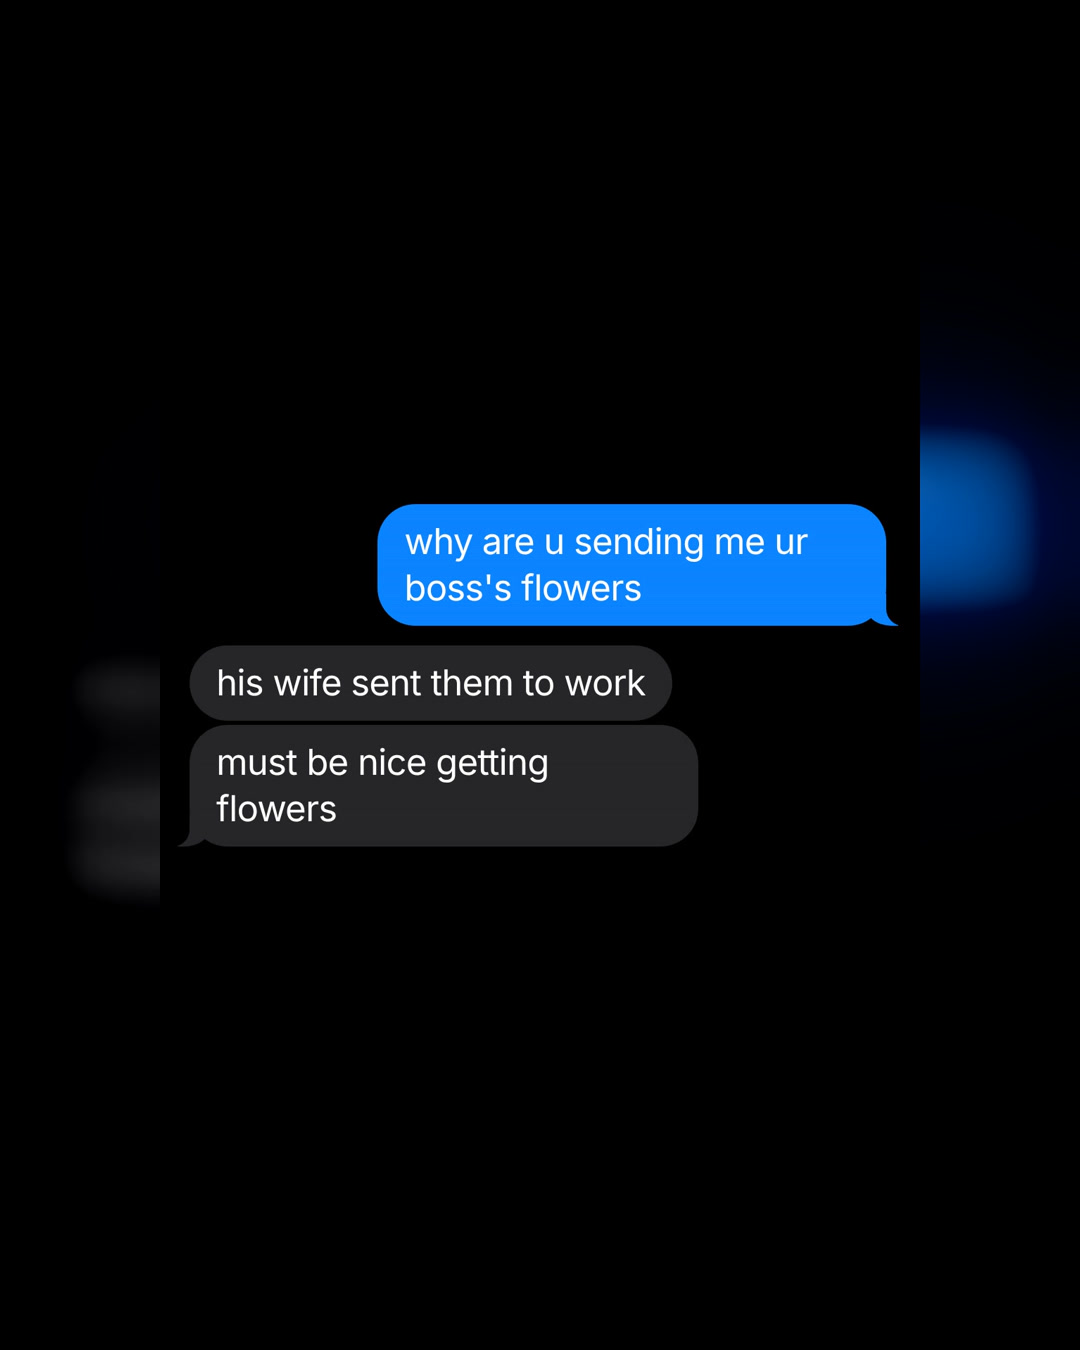 why are u sending me ur
boss's flowers
his wife sent them to work
must be nice getting
flowers